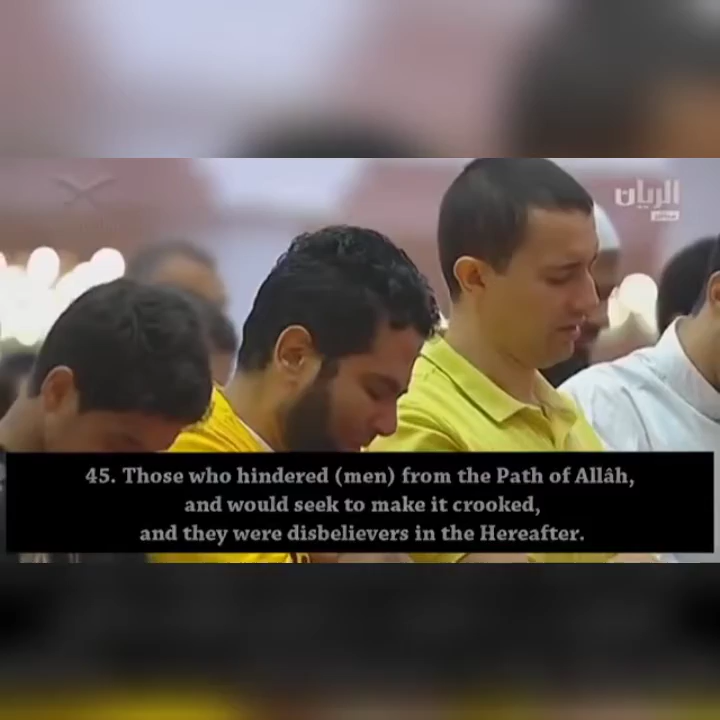 الريان
45. Those who hindered (men) from the Path of Allâh,
and would seek to make it crooked,
and they were disbelievers in the Hereafter.